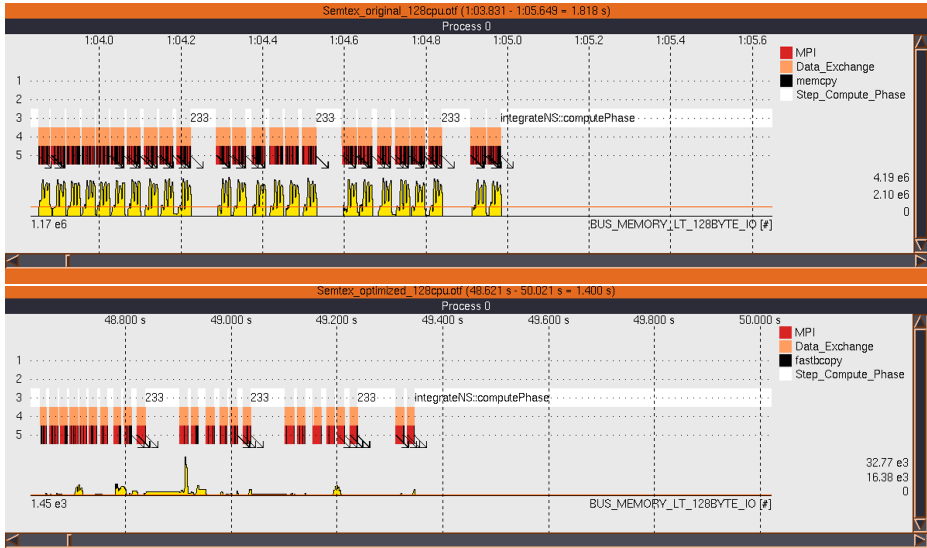 Semtex_original_128cpu.otf (1:03.831 - 1:05.649 = 1.818 s)
Process 0
1:04.0 1:04.2 1:04.4 1:04.6 1:04.8 1:05.0 1:05.2 1:05.4 1:05.6
MPI
Data_Exchange
memcpy
Step_Compute_Phase
1
2
3 233 233 233 integrateNS::computePhase
4
5
4.19 e6
2.10 e6
0
1.17 e6 BUS_MEMORY_LT_128BYTE_IO [#]
Semtex_optimized_128cpu.otf (48.621 s - 50.021 s = 1.400 s)
Process 0
48.800 s 49.000 s 49.200 s 49.400 s 49.600 s 49.800 s 50.000 s
MPI
Data_Exchange
fastbcopy
Step_Compute_Phase
1
2
3 233 233 233 integrateNS::computePhase
4
5
32.77 e3
16.38 e3
0
1.45 e3 BUS_MEMORY_LT_128BYTE_IO [#]